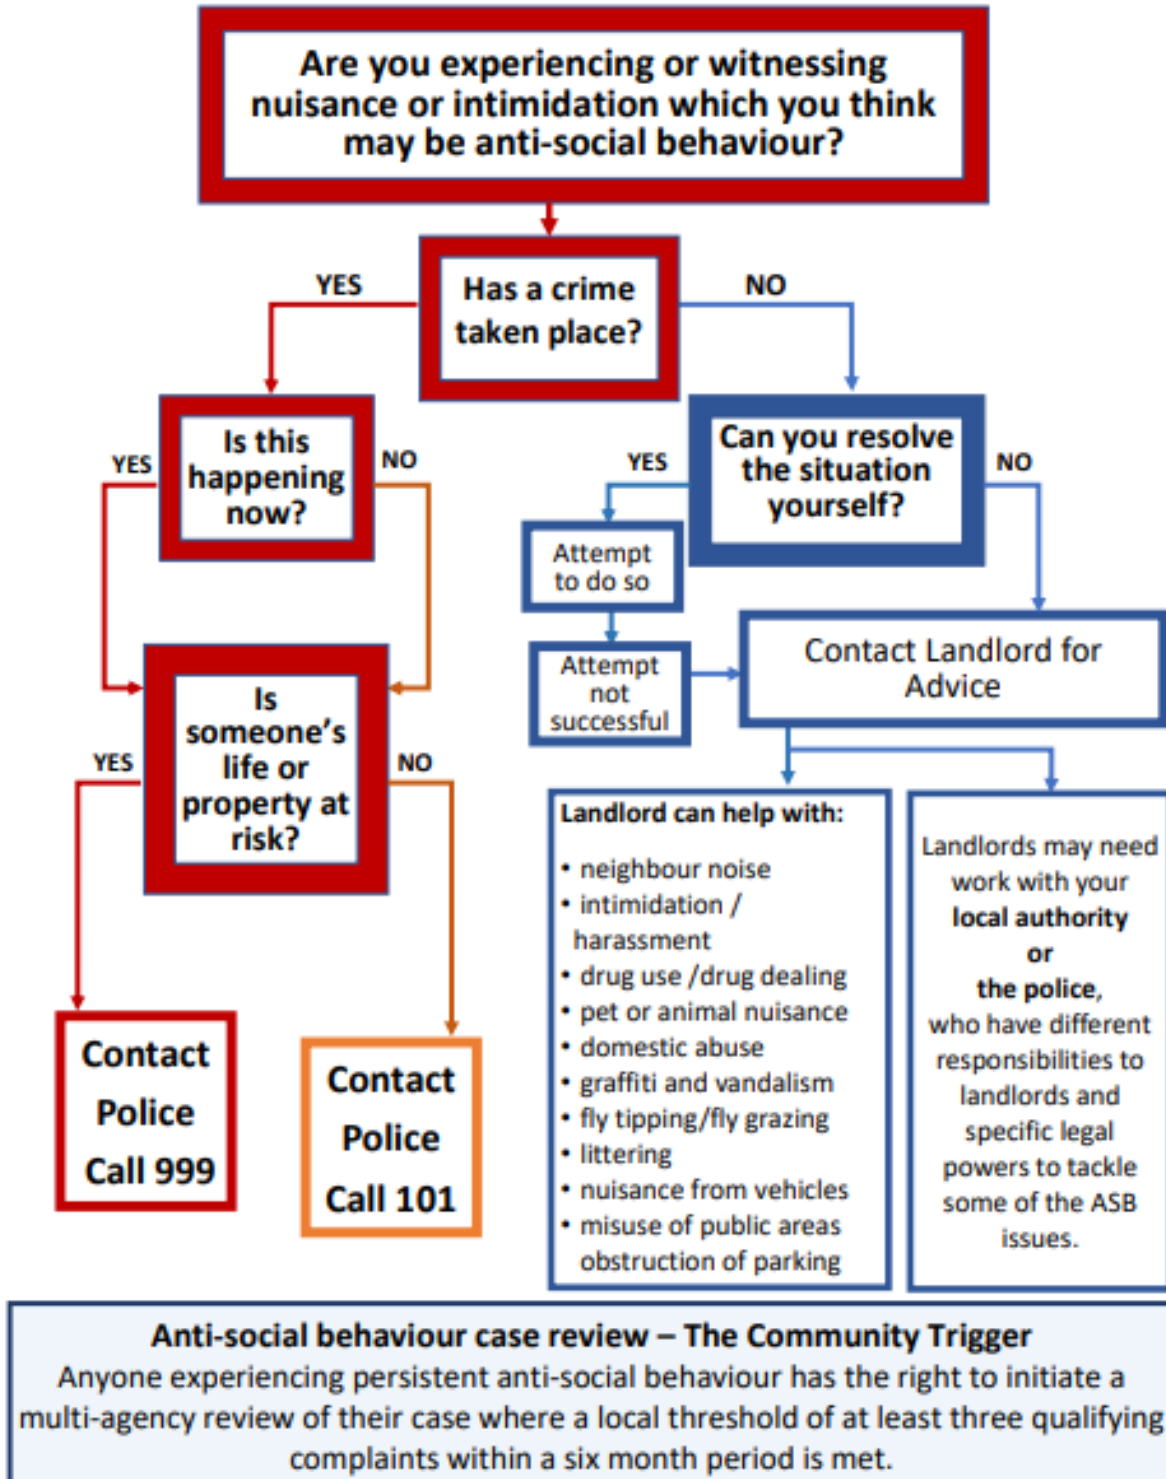 Are you experiencing or witnessing
nuisance or intimidation which you think
may be anti-social behaviour?
YES
Has a crime
taken place?
NO
YES
Is this
happening
now?
NO
YES
Can you resolve
the situation
yourself?
NO
Attempt
to do so
Attempt
not
successful
Contact Landlord for
Advice
YES
Is
someone’s
life or
property at
risk?
NO
Contact
Police
Call 999
Contact
Police
Call 101
Landlord can help with:
• neighbour noise
• intimidation /
harassment
• drug use /drug dealing
• pet or animal nuisance
• domestic abuse
• graffiti and vandalism
• fly tipping/fly grazing
• littering
• nuisance from vehicles
• misuse of public areas
obstruction of parking
Landlords may need
work with your
local authority
or
the police,
who have different
responsibilities to
landlords and
specific legal
powers to tackle
some of the ASB
issues.
Anti-social behaviour case review – The Community Trigger
Anyone experiencing persistent anti-social behaviour has the right to initiate a
multi-agency review of their case where a local threshold of at least three qualifying
complaints within a six month period is met.